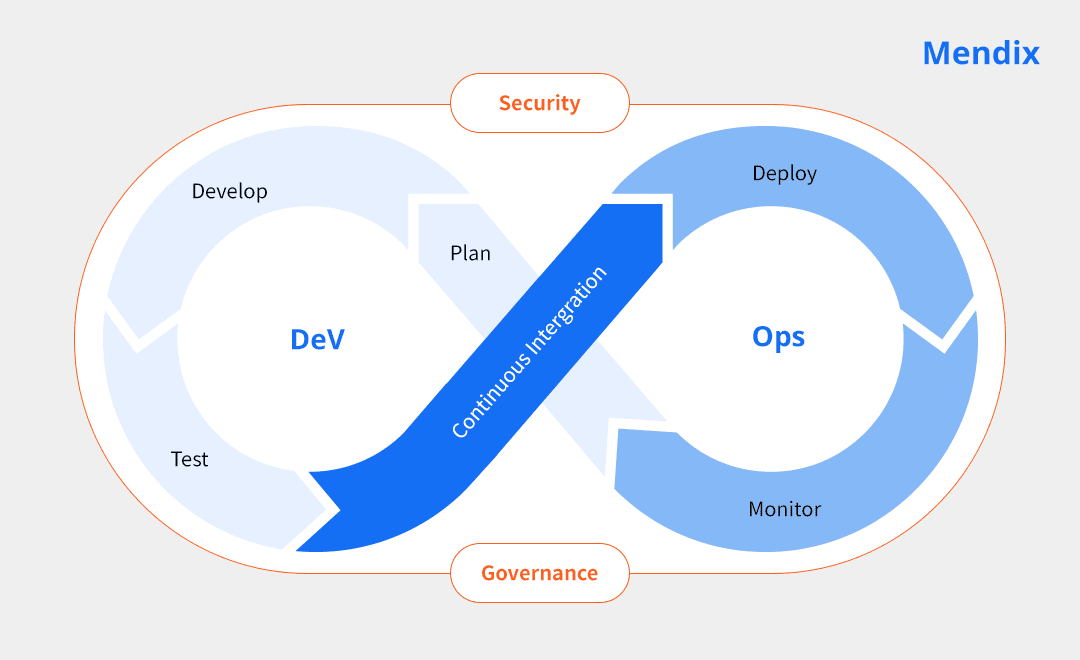 Mendix
Security
Develop
Deploy
Plan
Continuous Intergration
DeV
Ops
Test
Monitor
Governance